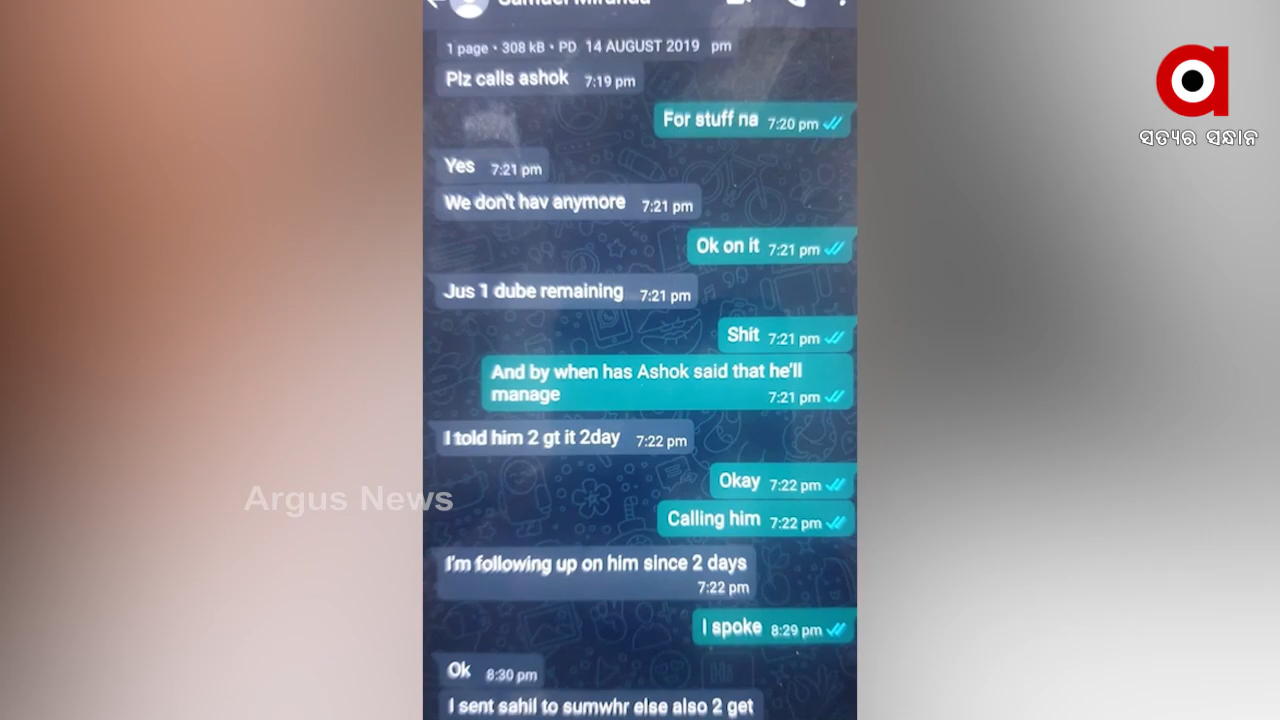 Samuel Miranda
1 page • 308 kB • PD 14 AUGUST 2019 pm
Plz calls ashok 7:19 pm
For stuff na 7:20 pm
Yes 7:21 pm
We don't hav anymore 7:21 pm
Ok on it 7:21 pm
Jus 1 dube remaining 7:21 pm
Shit 7:21 pm
And by when has Ashok said that he'll
manage 7:21 pm
I told him 2 gt it 2day 7:22 pm
Okay 7:22 pm
Calling him 7:22 pm
I'm following up on him since 2 days
7:22 pm
I spoke 8:29 pm
Ok 8:30 pm
I sent sahil to sumwhr else also 2 get
Argus News
a
ସତ୍ୟର ସନ୍ଧାନ